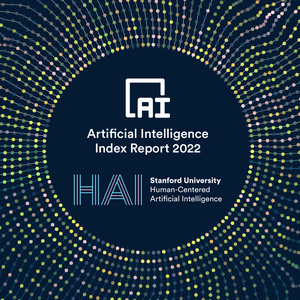 AI
Artificial Intelligence
Index Report 2022
HAI
Stanford University
Human-Centered
Artificial Intelligence